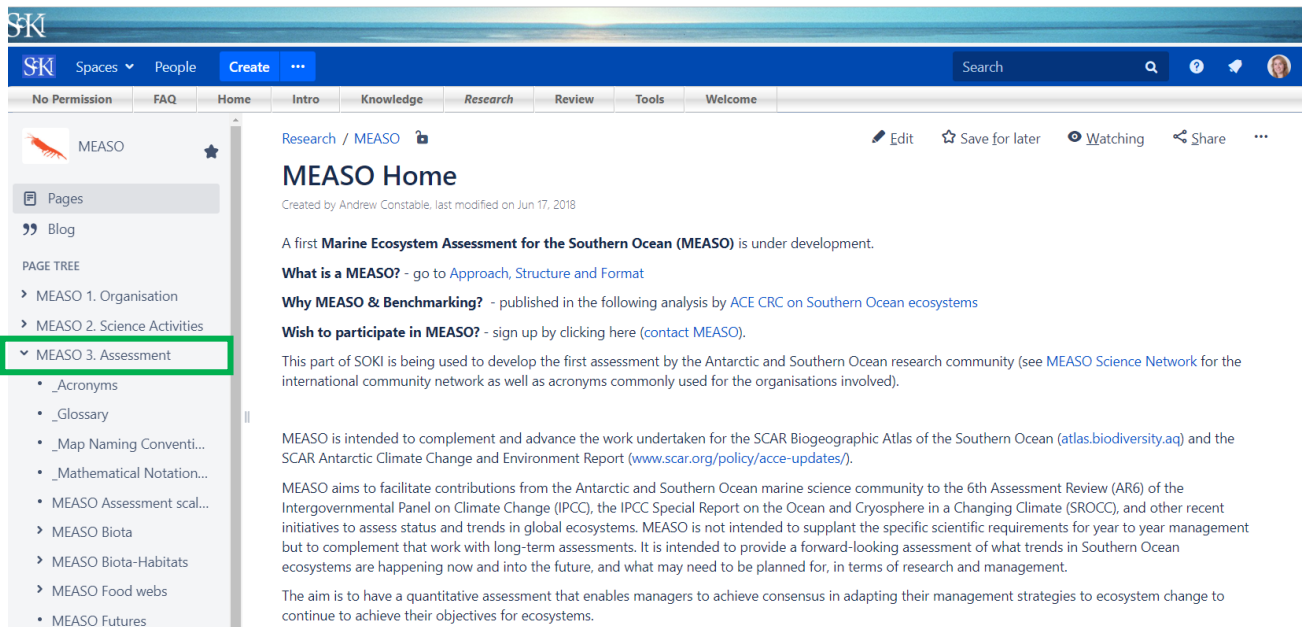 SKI
SKI Spaces People Create ··· Search
No Permission FAQ Home Intro Knowledge Research Review Tools Welcome
MEASO
Pages
Blog
PAGE TREE
MEASO 1. Organisation
MEASO 2. Science Activities
MEASO 3. Assessment
_Acronyms
_Glossary
_Map Naming Conventi...
_Mathematical Notation...
MEASO Assessment scal...
MEASO Biota
MEASO Biota-Habitats
MEASO Food webs
MEASO Futures
Research / MEASO
Edit Save for later Watching Share ···
MEASO Home
Created by Andrew Constable, last modified on Jun 17, 2018
A first Marine Ecosystem Assessment for the Southern Ocean (MEASO) is under development.
What is a MEASO? - go to Approach, Structure and Format
Why MEASO & Benchmarking? - published in the following analysis by ACE CRC on Southern Ocean ecosystems
Wish to participate in MEASO? - sign up by clicking here (contact MEASO).
This part of SOKI is being used to develop the first assessment by the Antarctic and Southern Ocean research community (see MEASO Science Network for the
international community network as well as acronyms commonly used for the organisations involved).
MEASO is intended to complement and advance the work undertaken for the SCAR Biogeographic Atlas of the Southern Ocean (atlas.biodiversity.aq) and the
SCAR Antarctic Climate Change and Environment Report (www.scar.org/policy/acce-updates/).
MEASO aims to facilitate contributions from the Antarctic and Southern Ocean marine science community to the 6th Assessment Review (AR6) of the
Intergovernmental Panel on Climate Change (IPCC), the IPCC Special Report on the Ocean and Cryosphere in a Changing Climate (SROCC), and other recent
initiatives to assess status and trends in global ecosystems. MEASO is not intended to supplant the specific scientific requirements for year to year management
but to complement that work with long-term assessments. It is intended to provide a forward-looking assessment of what trends in Southern Ocean
ecosystems are happening now and into the future, and what may need to be planned for, in terms of research and management.
The aim is to have a quantitative assessment that enables managers to achieve consensus in adapting their management strategies to ecosystem change to
continue to achieve their objectives for ecosystems.